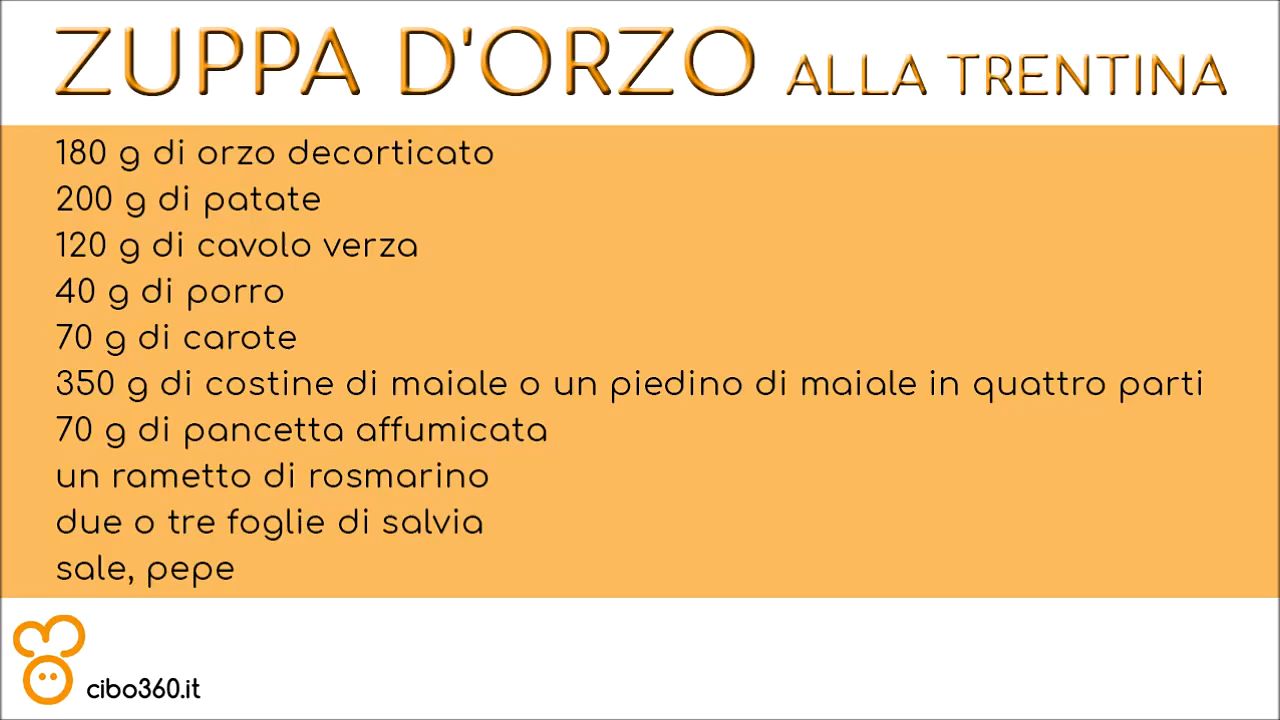 ZUPPA D'ORZO ALLA TRENTINA
180 g di orzo decorticato
200 g di patate
120 g di cavolo verza
40 g di porro
70 g di carote
350 g di costine di maiale o un piedino di maiale in quattro parti
70 g di pancetta affumicata
un rametto di rosmarino
due o tre foglie di salvia
sale, pepe
cibo360.it